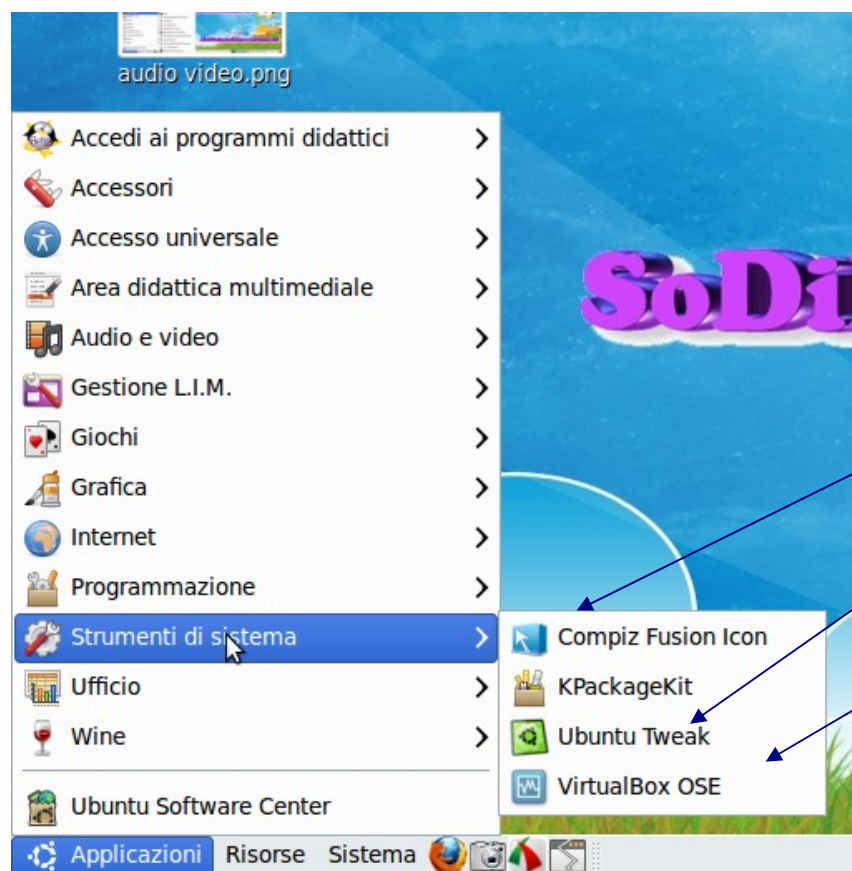 audio video.png
Accedi ai programmi didattici
Accessori
Accesso universale
Area didattica multimediale
Audio e video
Gestione L.I.M.
Giochi
Grafica
Internet
Programmazione
Strumenti di sistema
Ufficio
Wine
Ubuntu Software Center
Compiz Fusion Icon
KPackageKit
Ubuntu Tweak
VirtualBox OSE
SoDi
Applicazioni Risorse Sistema